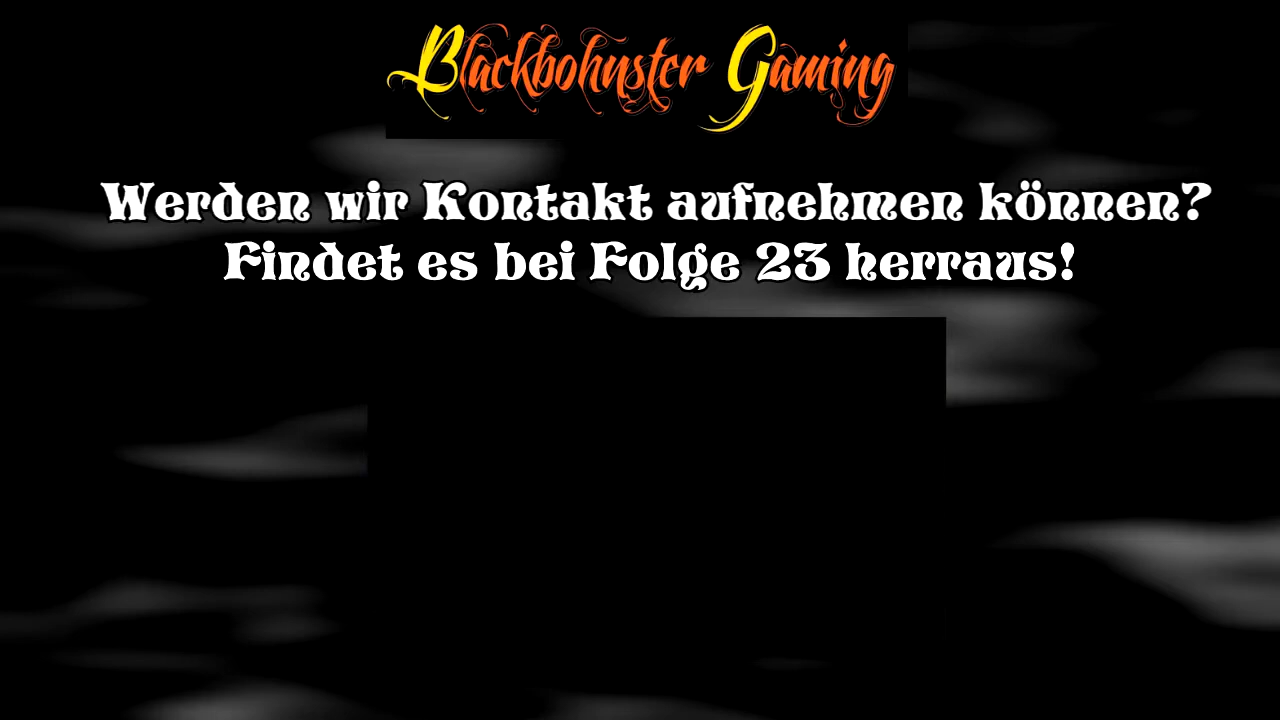 Blackbohnster Gaming
Werden wir Kontakt aufnehmen können?
Findet es bei Folge 23 herraus!